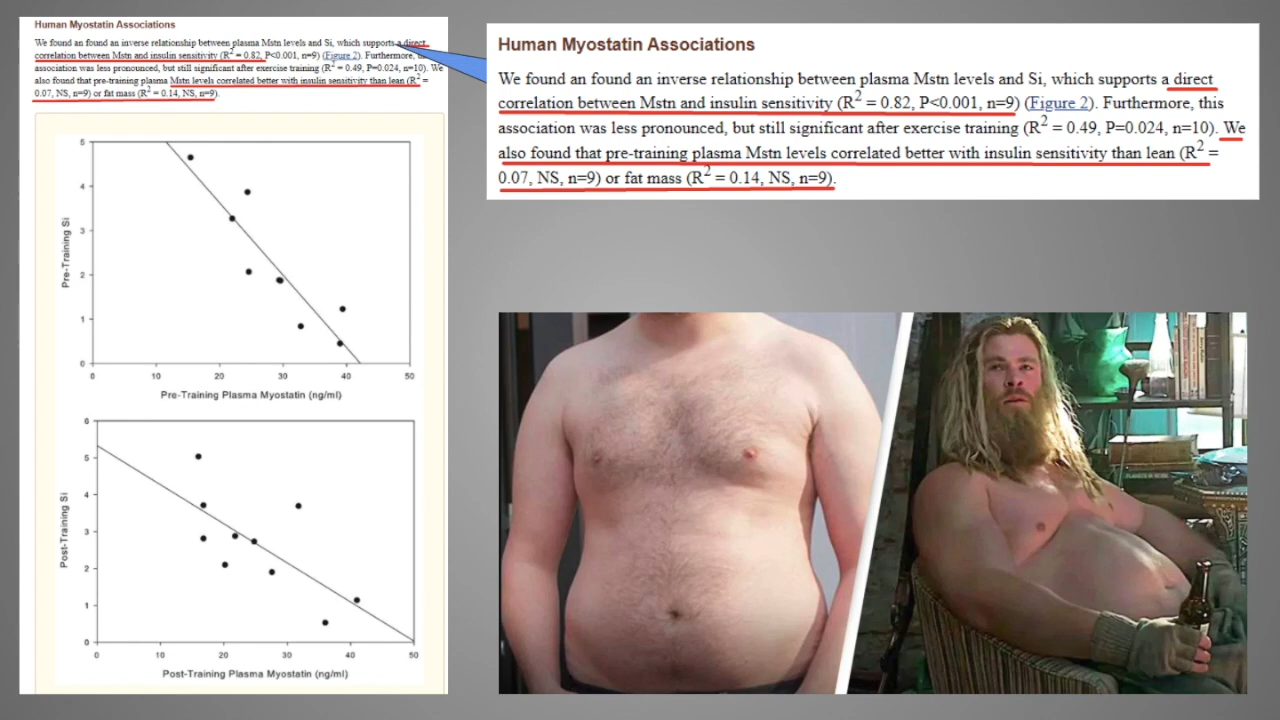 Human Myostatin Associations
We found an found an inverse relationship between plasma Mstn levels and Si, which supports a direct
correlation between Mstn and insulin sensitivity (R2 = 0.82, P<0.001, n=9) (Figure 2). Furthermore, this
association was less pronounced, but still significant after exercise training (R2 = 0.49, P=0.024, n=10). We
also found that pre-training plasma Mstn levels correlated better with insulin sensitivity than lean (R2 =
0.07, NS, n=9) or fat mass (R2 = 0.14, NS, n=9).
5
4
3
2
1
0
Pre-Training Si
0 10 20 30 40 50
Pre-Training Plasma Myostatin (ng/ml)
6
5
4
3
2
1
0
Post-Training Si
0 10 20 30 40 50
Post-Training Plasma Myostatin (ng/ml)
Human Myostatin Associations
We found an found an inverse relationship between plasma Mstn levels and Si, which supports a direct
correlation between Mstn and insulin sensitivity (R2 = 0.82, P<0.001, n=9) (Figure 2). Furthermore, this
association was less pronounced, but still significant after exercise training (R2 = 0.49, P=0.024, n=10). We
also found that pre-training plasma Mstn levels correlated better with insulin sensitivity than lean (R2 =
0.07, NS, n=9) or fat mass (R2 = 0.14, NS, n=9).